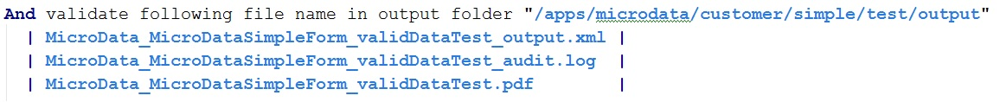 And validate following file name in output folder "/apps/microdata/customer/simple/test/output"
| MicroData_MicroDataSimpleForm_validDataTest_output.xml |
| MicroData_MicroDataSimpleForm_validDataTest_audit.log |
| MicroData_MicroDataSimpleForm_validDataTest.pdf |